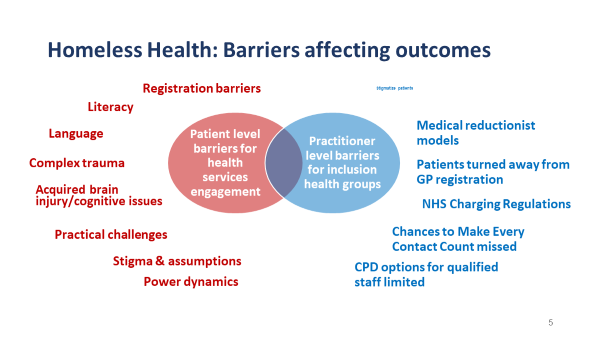 Homeless Health: Barriers affecting outcomes
Registration barriers
Stigmatize patients
Literacy
Language
Complex trauma
Acquired brain
injury/cognitive issues
Practical challenges
Stigma & assumptions
Power dynamics
Patient level
barriers for
health
services
engagement
Practitioner
level barriers
for inclusion
health groups
Medical reductionist
models
Patients turned away from
GP registration
NHS Charging Regulations
Chances to Make Every
Contact Count missed
CPD options for qualified
staff limited
5